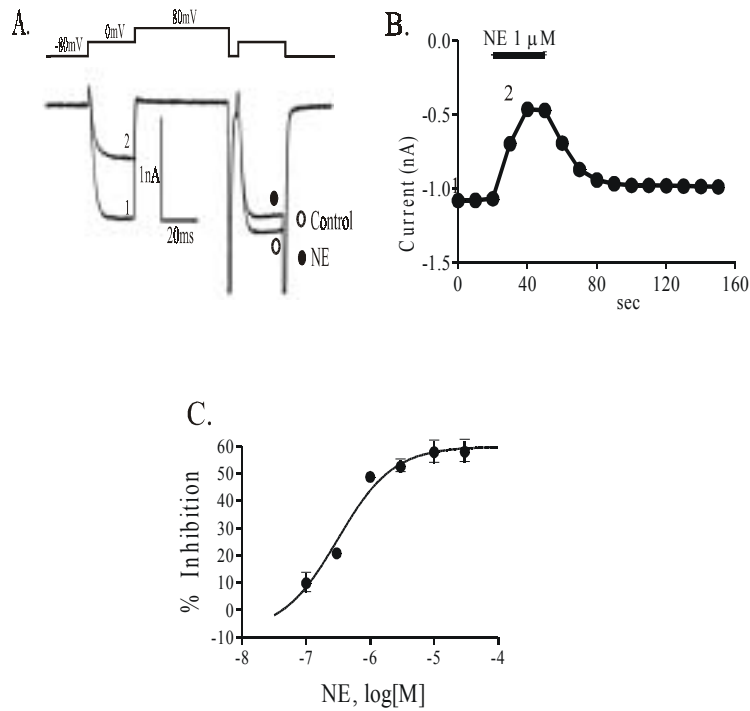 A.
80mV
0mV
-80mV
2
1nA
1
20ms
Control
NE
B.
NE 1 μM
0.0
-0.5
-1.0
-1.5
2
1
Current (nA)
0 40 80 120 160
sec
C.
60
50
40
30
20
10
0
-10
% Inhibition
-8 -7 -6 -5 -4
NE, log[M]